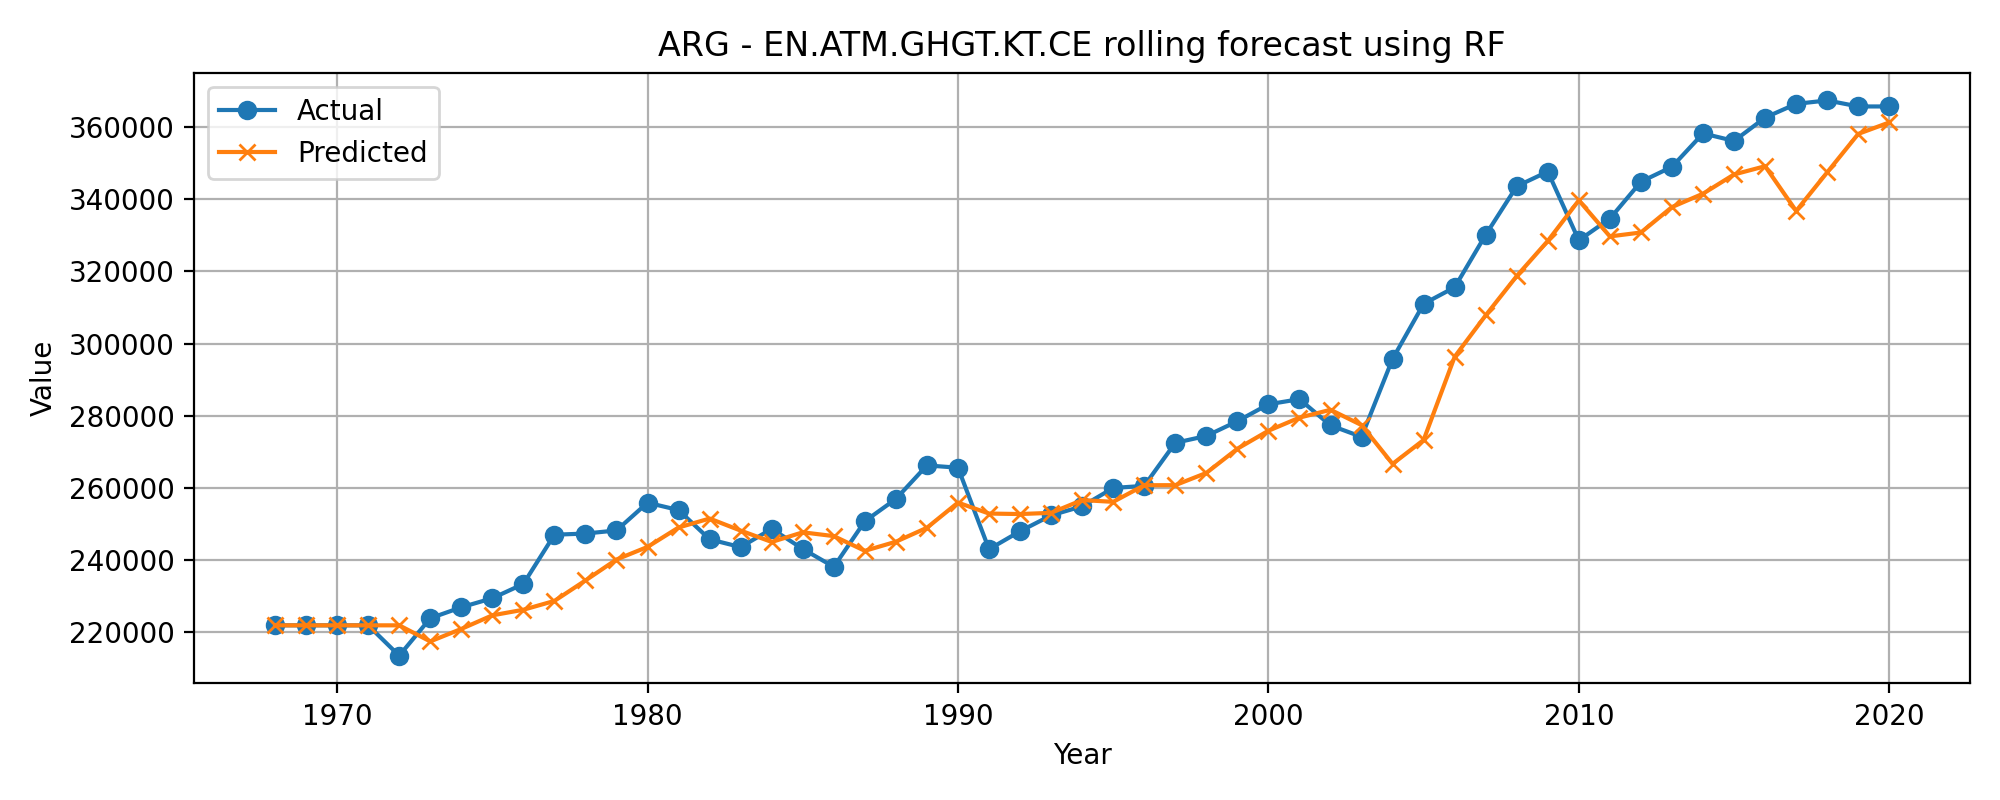 ARG - EN.ATM.GHGT.KT.CE rolling forecast using RF
Actual
Predicted
360000
340000
320000
300000
280000
260000
240000
220000
Value
1970 1980 1990 2000 2010 2020
Year